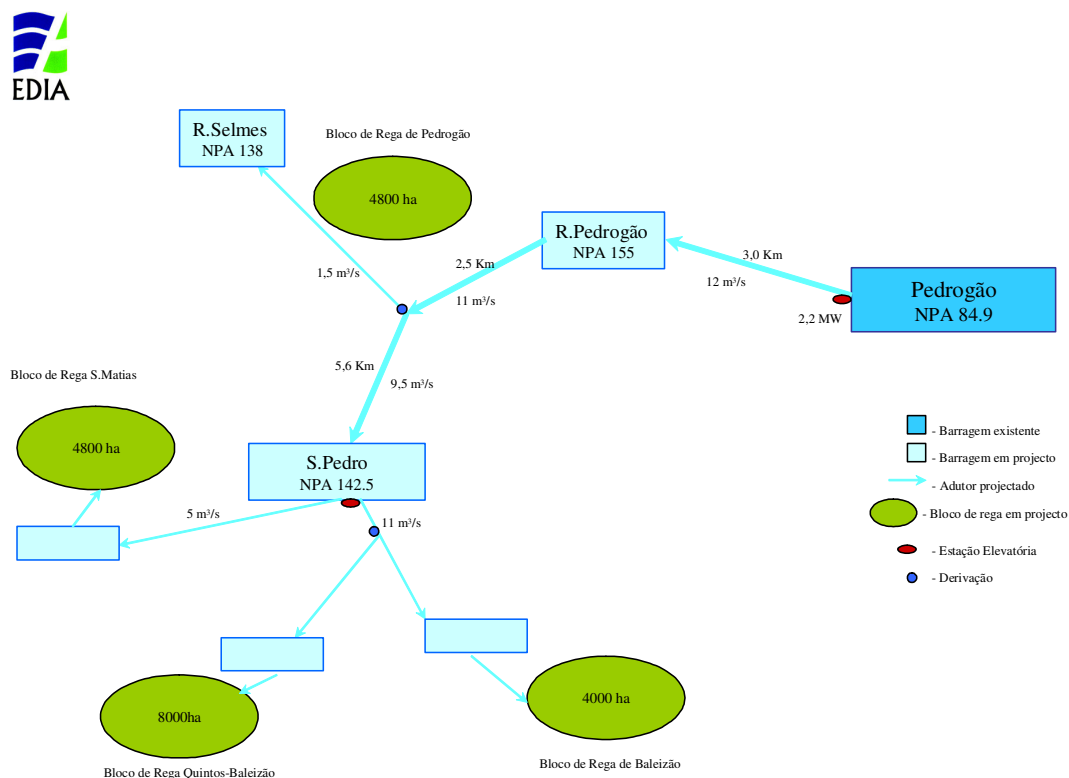 EDIA
R.Selmes
NPA 138
Bloco de Rega de Pedrogão
4800 ha
R.Pedrogão
NPA 155
3,0 Km
12 m³/s
Pedrogão
NPA 84.9
2,2 MW
2,5 Km
11 m³/s
1,5 m³/s
5,6 Km
9,5 m³/s
Bloco de Rega S.Matias
4800 ha
S.Pedro
NPA 142.5
5 m³/s
11 m³/s
- Barragem existente
- Barragem em projecto
- Adutor projectado
- Bloco de rega em projecto
- Estação Elevatória
- Derivação
8000ha
Bloco de Rega Quintos-Baleizão
4000 ha
Bloco de Rega de Baleizão